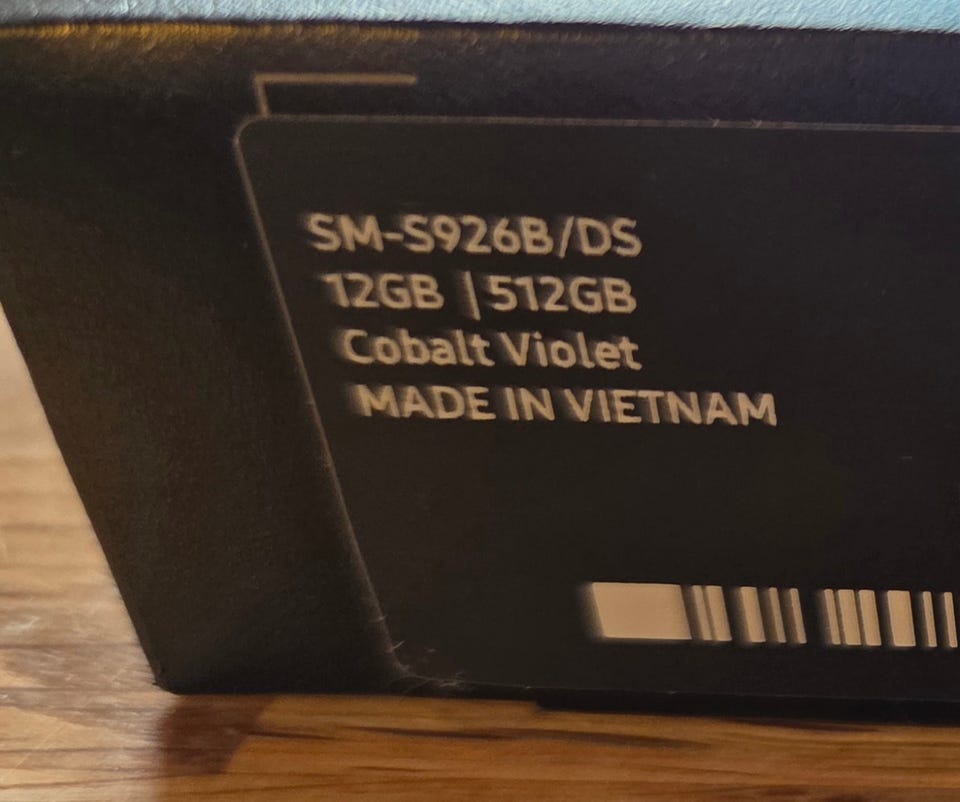 SM-S926B/DS
12GB | 512GB
Cobalt Violet
MADE IN VIETNAM